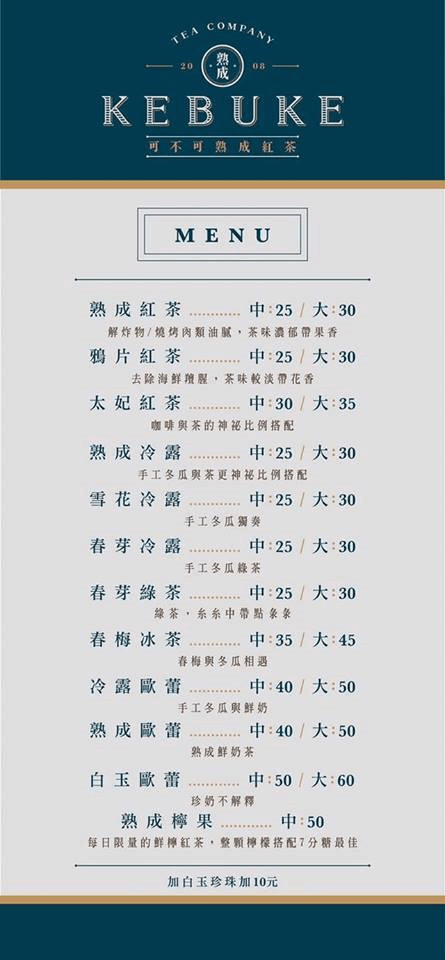 TEA COMPANY
20 熟成 08
KEBUKE
可不可熟成紅茶
MENU
熟成紅茶 ............ 中:25 / 大:30
解炸物/燒烤肉類油膩,茶味濃郁帶果香
鴉片紅茶 ............ 中:25 / 大:30
去除海鮮羶腥,茶味較淡帶花香
太妃紅茶 ............ 中:30 / 大:35
咖啡與茶的神祕比例搭配
熟成冷露 ............ 中:25 / 大:30
手工冬瓜與茶更神祕比例搭配
雪花冷露 ............ 中:25 / 大:30
手工冬瓜獨奏
春芽冷露 ............ 中:25 / 大:30
手工冬瓜綠茶
春芽綠茶 ............ 中:25 / 大:30
綠茶,糸糸中帶點彖彖
春梅冰茶 ............ 中:35 / 大:45
春梅與冬瓜相遇
冷露歐蕾 ............ 中:40 / 大:50
手工冬瓜與鮮奶
熟成歐蕾 ............ 中:40 / 大:50
熟成鮮奶茶
白玉歐蕾 ............ 中:50 / 大:60
珍奶不解釋
熟成檸果 ............ 中:50
每日限量的鮮檸紅茶,整顆檸檬搭配7分糖最佳
加白玉珍珠加10元